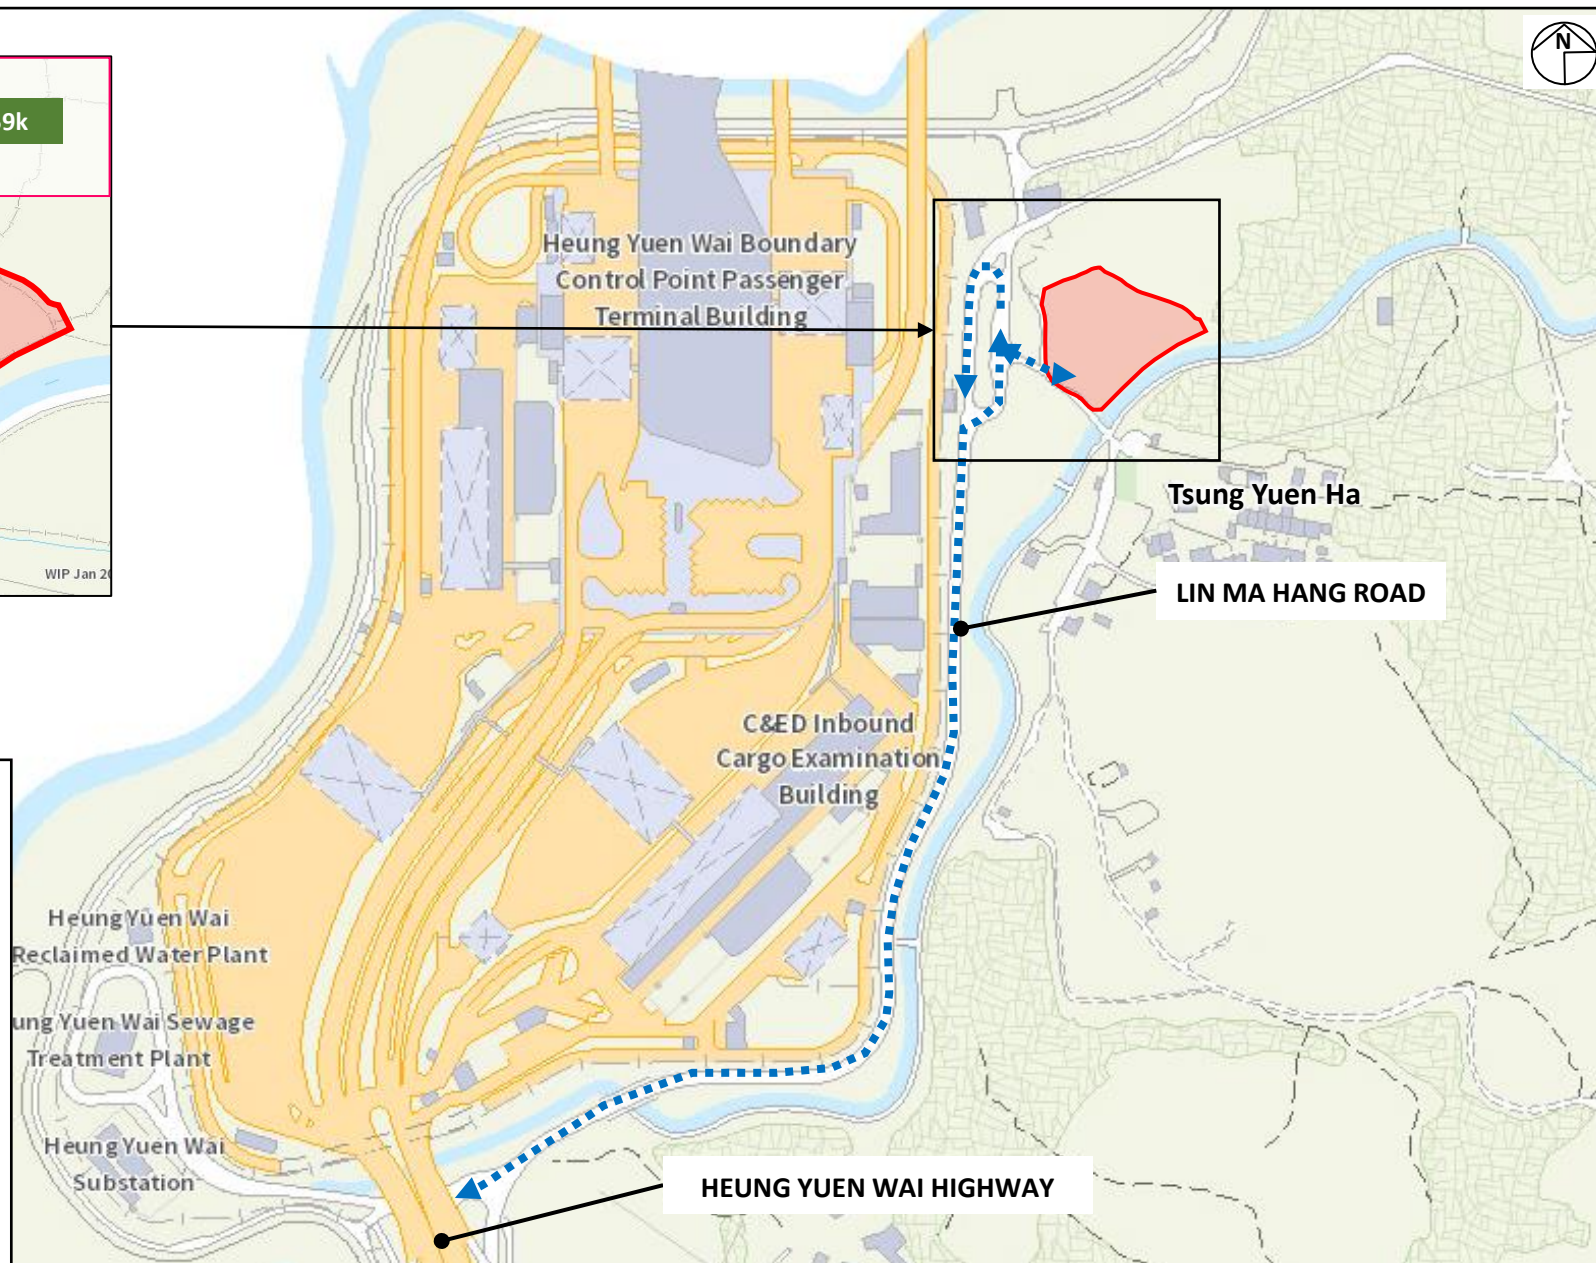 N
9k
Heung Yuen Wai Boundary
Control Point Passenger
Terminal Building
Tsung Yuen Ha
WIP Jan 20
LIN MA HANG ROAD
C&ED Inbound
Cargo Examination
Building
Heung Yuen Wai
Reclaimed Water Plant
ung Yuen Wai Sewage
Treatment Plant
Heung Yuen Wai
Substation
HEUNG YUEN WAI HIGHWAY